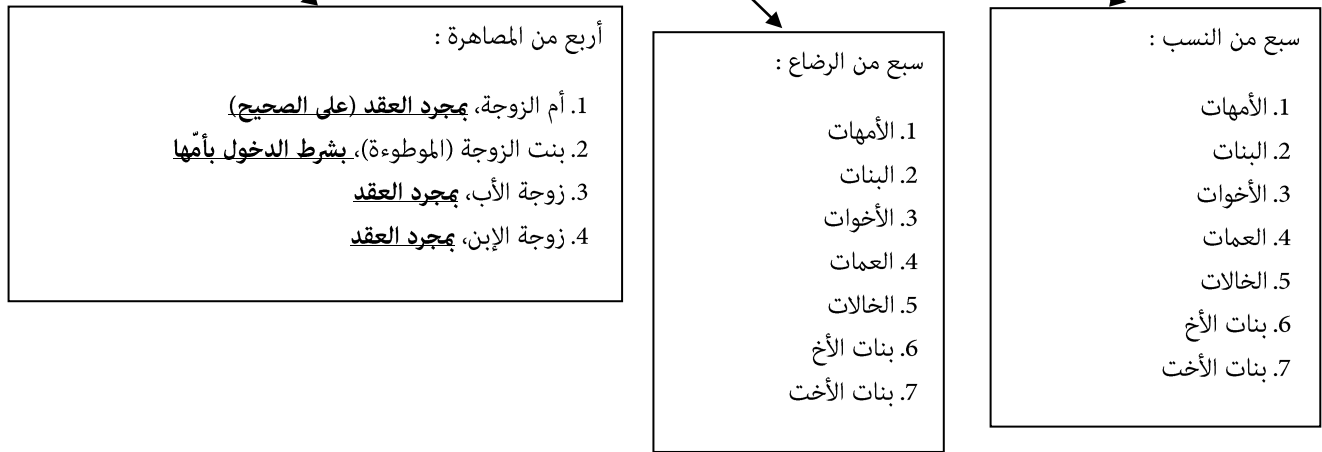 سبع من النسب :
1. الأمهات
2. البنات
3. الأخوات
4. العمات
5. الخالات
6. بنات الأخ
7. بنات الأخت
سبع من الرضاع :
1. الأمهات
2. البنات
3. الأخوات
4. العمات
5. الخالات
6. بنات الأخ
7. بنات الأخت
أربع من المصاهرة :
1. أم الزوجة، بمجرد العقد (على الصحيح)
2. بنت الزوجة (الموطوءة)، بشرط الدخول بأمّها
3. زوجة الأب، بمجرد العقد
4. زوجة الإبن، بمجرد العقد